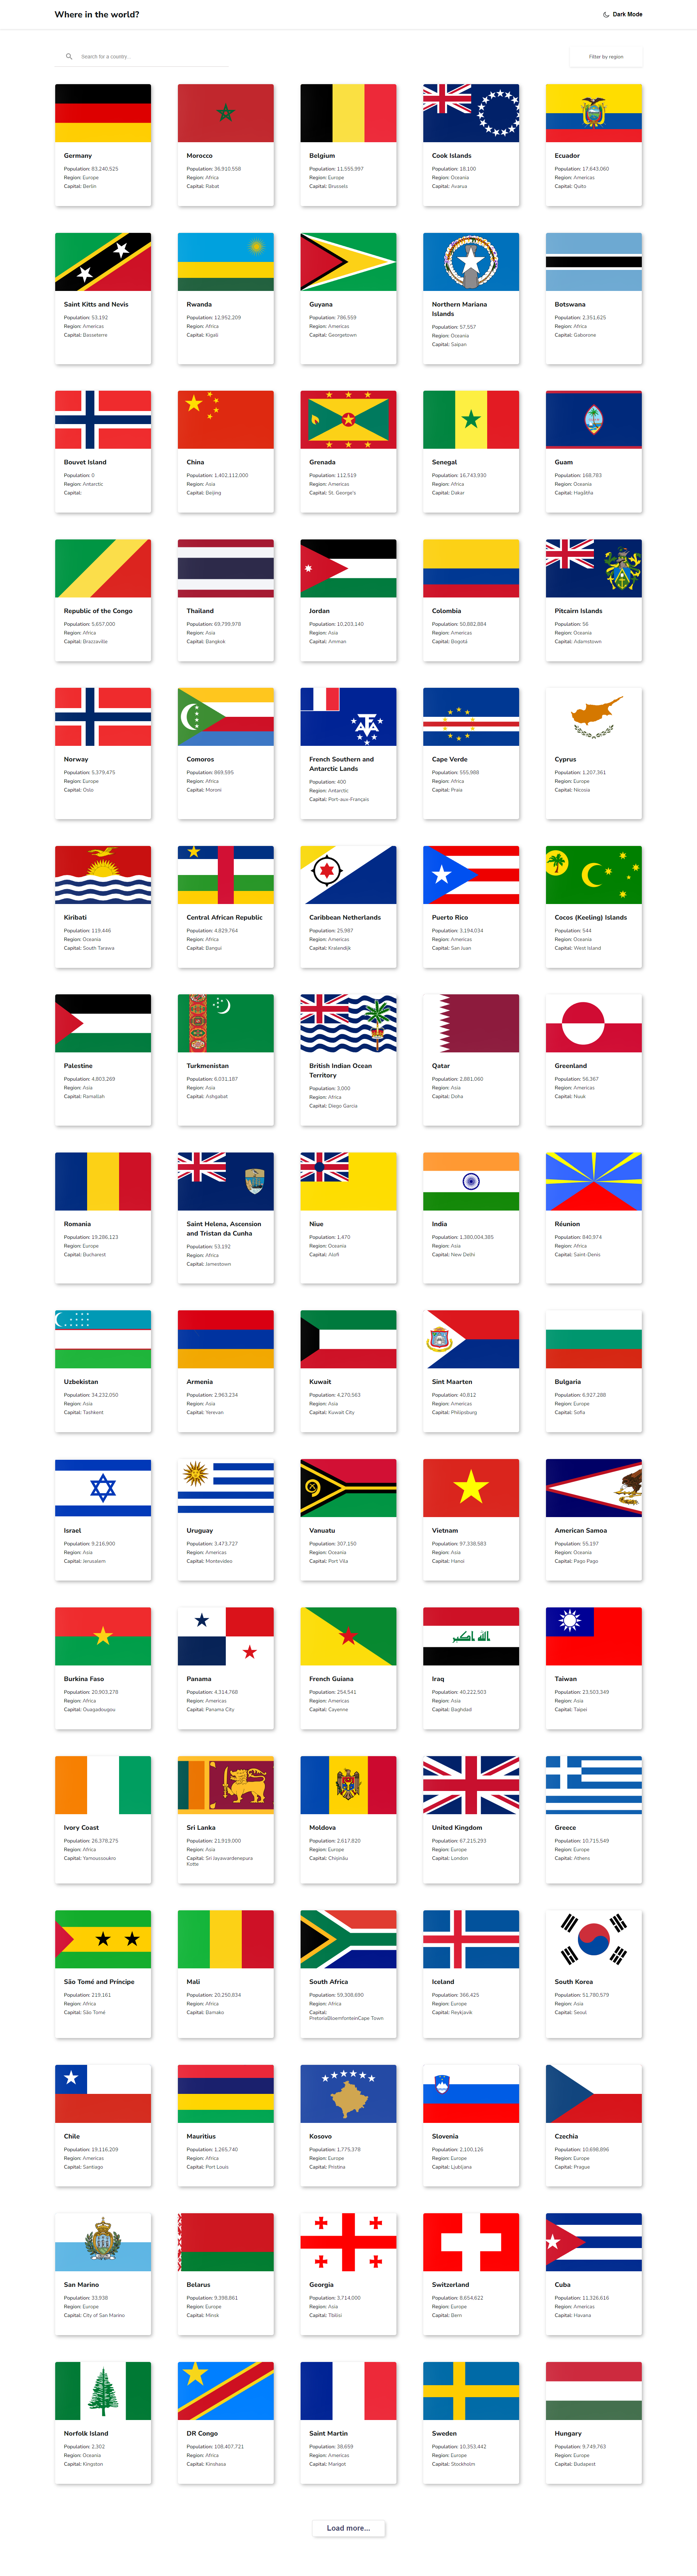 Where in the world?
Dark Mode
Search for a country...
Filter by region
Germany
Population: 83,240,525
Region: Europe
Capital: Berlin
Morocco
Population: 36,910,558
Region: Africa
Capital: Rabat
Belgium
Population: 11,555,997
Region: Europe
Capital: Brussels
Cook Islands
Population: 18,100
Region: Oceania
Capital: Avarua
Ecuador
Population: 17,643,060
Region: Americas
Capital: Quito
Saint Kitts and Nevis
Population: 53,192
Region: Americas
Capital: Basseterre
Rwanda
Population: 12,952,209
Region: Africa
Capital: Kigali
Guyana
Population: 786,559
Region: Americas
Capital: Georgetown
Northern Mariana
Islands
Population: 57,557
Region: Oceania
Capital: Saipan
Botswana
Population: 2,351,625
Region: Africa
Capital: Gaborone
Bouvet Island
Population: 0
Region: Antarctic
Capital:
China
Population: 1,402,112,000
Region: Asia
Capital: Beijing
Grenada
Population: 112,519
Region: Americas
Capital: St. George's
Senegal
Population: 16,743,930
Region: Africa
Capital: Dakar
Guam
Population: 168,783
Region: Oceania
Capital: Hagåtña
Republic of the Congo
Population: 5,657,000
Region: Africa
Capital: Brazzaville
Thailand
Population: 69,799,978
Region: Asia
Capital: Bangkok
Jordan
Population: 10,203,140
Region: Asia
Capital: Amman
Colombia
Population: 50,882,884
Region: Americas
Capital: Bogotá
Pitcairn Islands
Population: 56
Region: Oceania
Capital: Adamstown
Norway
Population: 5,379,475
Region: Europe
Capital: Oslo
Comoros
Population: 869,595
Region: Africa
Capital: Moroni
French Southern and
Antarctic Lands
Population: 400
Region: Antarctic
Capital: Port-aux-Français
Cape Verde
Population: 555,988
Region: Africa
Capital: Praia
Cyprus
Population: 1,207,361
Region: Europe
Capital: Nicosia
Kiribati
Population: 119,446
Region: Oceania
Capital: South Tarawa
Central African Republic
Population: 4,829,764
Region: Africa
Capital: Bangui
Caribbean Netherlands
Population: 25,987
Region: Americas
Capital: Kralendijk
Puerto Rico
Population: 3,194,034
Region: Americas
Capital: San Juan
Cocos (Keeling) Islands
Population: 544
Region: Oceania
Capital: West Island
Palestine
Population: 4,803,269
Region: Asia
Capital: Ramallah
Turkmenistan
Population: 6,031,187
Region: Asia
Capital: Ashgabat
British Indian Ocean
Territory
Population: 3,000
Region: Africa
Capital: Diego Garcia
Qatar
Population: 2,881,060
Region: Asia
Capital: Doha
Greenland
Population: 56,367
Region: Americas
Capital: Nuuk
Romania
Population: 19,286,123
Region: Europe
Capital: Bucharest
Saint Helena, Ascension
and Tristan da Cunha
Population: 53,192
Region: Africa
Capital: Jamestown
Niue
Population: 1,470
Region: Oceania
Capital: Alofi
India
Population: 1,380,004,385
Region: Asia
Capital: New Delhi
Réunion
Population: 840,974
Region: Africa
Capital: Saint-Denis
Uzbekistan
Population: 34,232,050
Region: Asia
Capital: Tashkent
Armenia
Population: 2,963,234
Region: Asia
Capital: Yerevan
Kuwait
Population: 4,270,563
Region: Asia
Capital: Kuwait City
Sint Maarten
Population: 40,812
Region: Americas
Capital: Philipsburg
Bulgaria
Population: 6,927,288
Region: Europe
Capital: Sofia
Israel
Population: 9,216,900
Region: Asia
Capital: Jerusalem
Uruguay
Population: 3,473,727
Region: Americas
Capital: Montevideo
Vanuatu
Population: 307,150
Region: Oceania
Capital: Port Vila
Vietnam
Population: 97,338,583
Region: Asia
Capital: Hanoi
American Samoa
Population: 55,197
Region: Oceania
Capital: Pago Pago
Burkina Faso
Population: 20,903,278
Region: Africa
Capital: Ouagadougou
Panama
Population: 4,314,768
Region: Americas
Capital: Panama City
French Guiana
Population: 254,541
Region: Americas
Capital: Cayenne
الله اكبر
Iraq
Population: 40,222,503
Region: Asia
Capital: Baghdad
Taiwan
Population: 23,503,349
Region: Asia
Capital: Taipei
Ivory Coast
Population: 26,378,275
Region: Africa
Capital: Yamoussoukro
Sri Lanka
Population: 21,919,000
Region: Asia
Capital: Sri Jayawardenepura
Kotte
Moldova
Population: 2,617,820
Region: Europe
Capital: Chișinău
United Kingdom
Population: 67,215,293
Region: Europe
Capital: London
Greece
Population: 10,715,549
Region: Europe
Capital: Athens
São Tomé and Príncipe
Population: 219,161
Region: Africa
Capital: São Tomé
Mali
Population: 20,250,834
Region: Africa
Capital: Bamako
South Africa
Population: 59,308,690
Region: Africa
Capital:
PretoriaBloemfonteinCape Town
Iceland
Population: 366,425
Region: Europe
Capital: Reykjavik
South Korea
Population: 51,780,579
Region: Asia
Capital: Seoul
Chile
Population: 19,116,209
Region: Americas
Capital: Santiago
Mauritius
Population: 1,265,740
Region: Africa
Capital: Port Louis
Kosovo
Population: 1,775,378
Region: Europe
Capital: Pristina
Slovenia
Population: 2,100,126
Region: Europe
Capital: Ljubljana
Czechia
Population: 10,698,896
Region: Europe
Capital: Prague
San Marino
Population: 33,938
Region: Europe
Capital: City of San Marino
Belarus
Population: 9,398,861
Region: Europe
Capital: Minsk
Georgia
Population: 3,714,000
Region: Asia
Capital: Tbilisi
Switzerland
Population: 8,654,622
Region: Europe
Capital: Bern
Cuba
Population: 11,326,616
Region: Americas
Capital: Havana
Norfolk Island
Population: 2,302
Region: Oceania
Capital: Kingston
DR Congo
Population: 108,407,721
Region: Africa
Capital: Kinshasa
Saint Martin
Population: 38,659
Region: Americas
Capital: Marigot
Sweden
Population: 10,353,442
Region: Europe
Capital: Stockholm
Hungary
Population: 9,749,763
Region: Europe
Capital: Budapest
Load more...